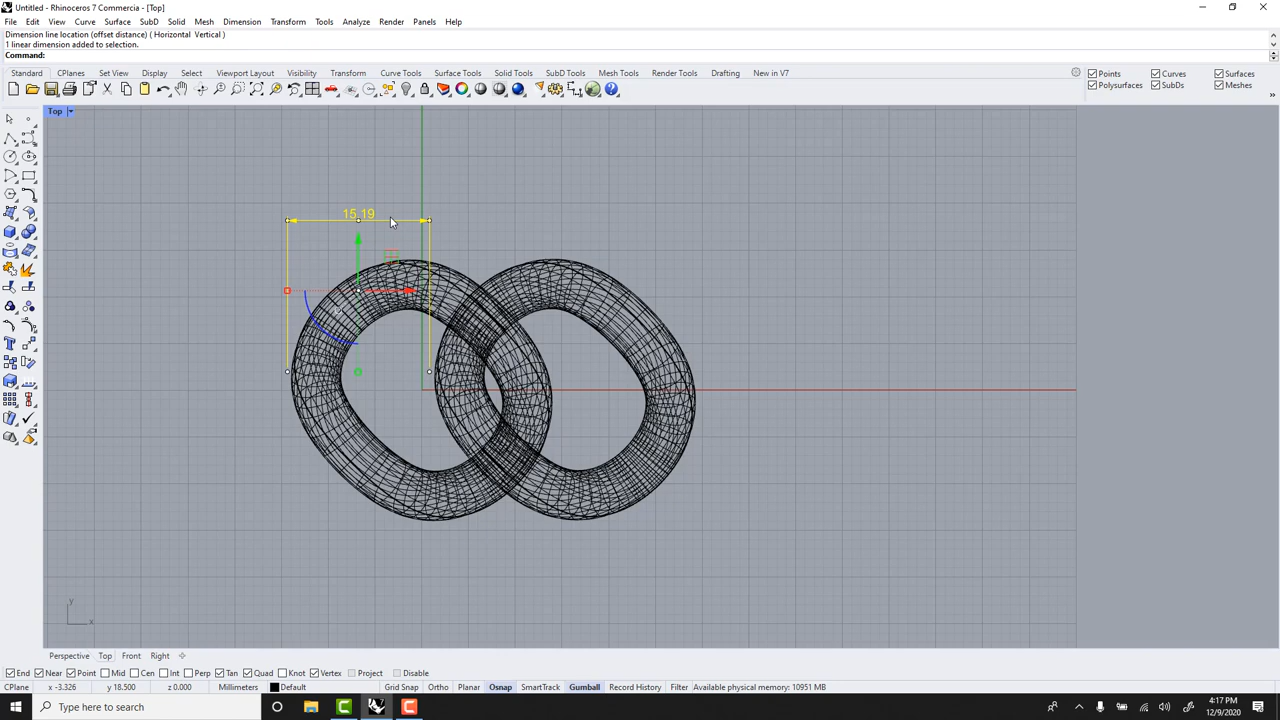 Untitled - Rhinoceros 7 Commercia - [Top]
File Edit View Curve Surface SubD Solid Mesh Dimension Transform Tools Analyze Render Panels Help
Dimension line location (offset distance) ( Horizontal Vertical )
1 linear dimension added to selection.
Command:
Standard CPlanes Set View Display Select Viewport Layout Visibility Transform Curve Tools Surface Tools Solid Tools SubD Tools Mesh Tools Render Tools Drafting New in V7
Points Curves Surfaces
Polysurfaces SubDs Meshes
Top
15,19
y
x
Perspective Top Front Right
End Near Point Mid Cen Int Perp Tan Quad Knot Vertex Project Disable
CPlane x -3.326 y 18.500 z 0.000 Millimeters Default Grid Snap Ortho Planar Osnap SmartTrack Gumball Record History Filter Available physical memory: 10951 MB
Type here to search
4:17 PM
12/9/2020